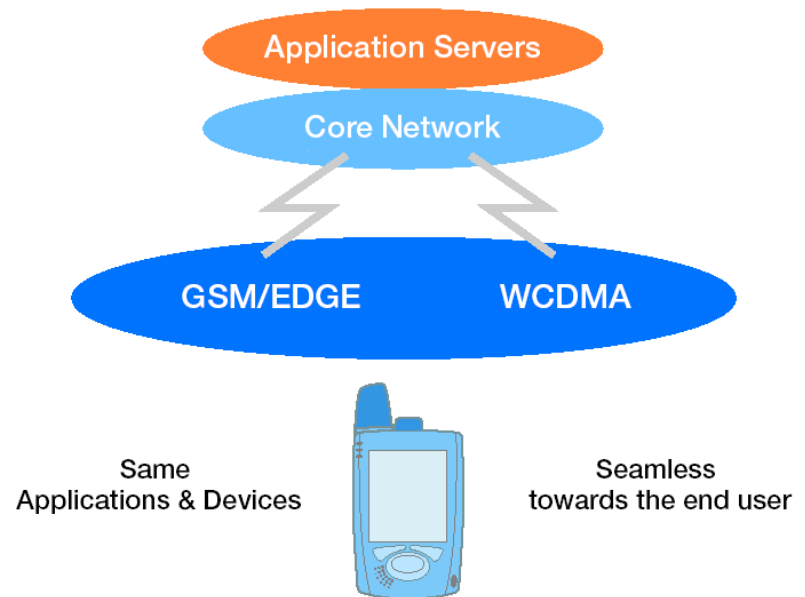 Application Servers
Core Network
GSM/EDGE
WCDMA
Same
Applications & Devices
Seamless
towards the end user